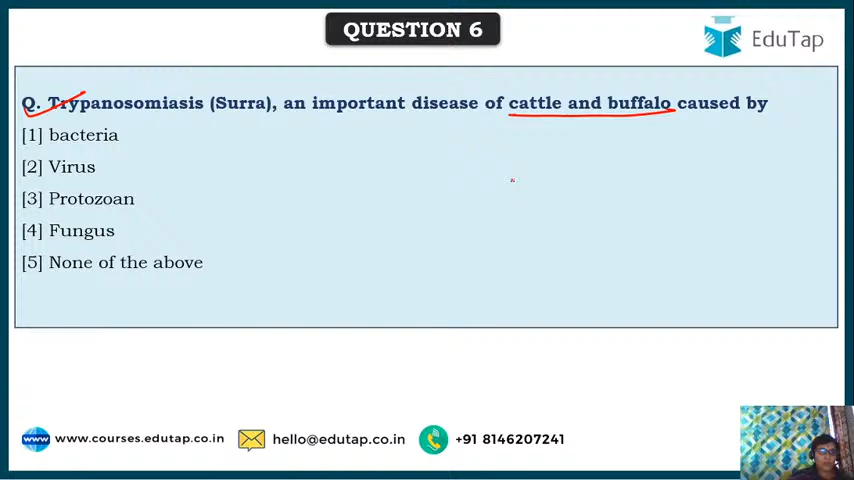 QUESTION 6
EduTap
Q. Trypanosomiasis (Surra), an important disease of cattle and buffalo caused by
[1] bacteria
[2] Virus
[3] Protozoan
[4] Fungus
[5] None of the above
www www.courses.edutap.co.in hello@edutap.co.in +91 8146207241